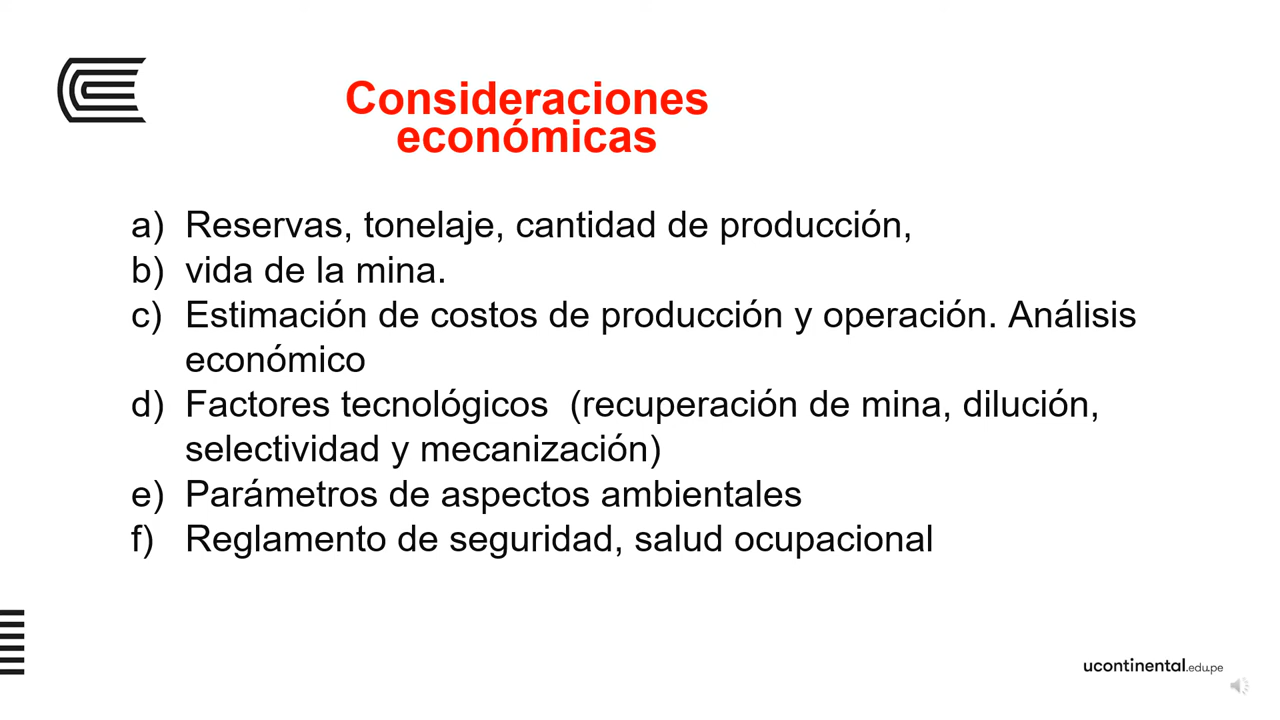 Consideraciones
económicas
a) Reservas, tonelaje, cantidad de producción,
b) vida de la mina.
c) Estimación de costos de producción y operación. Análisis
económico
d) Factores tecnológicos (recuperación de mina, dilución,
selectividad y mecanización)
e) Parámetros de aspectos ambientales
f) Reglamento de seguridad, salud ocupacional
ucontinental.edu.pe